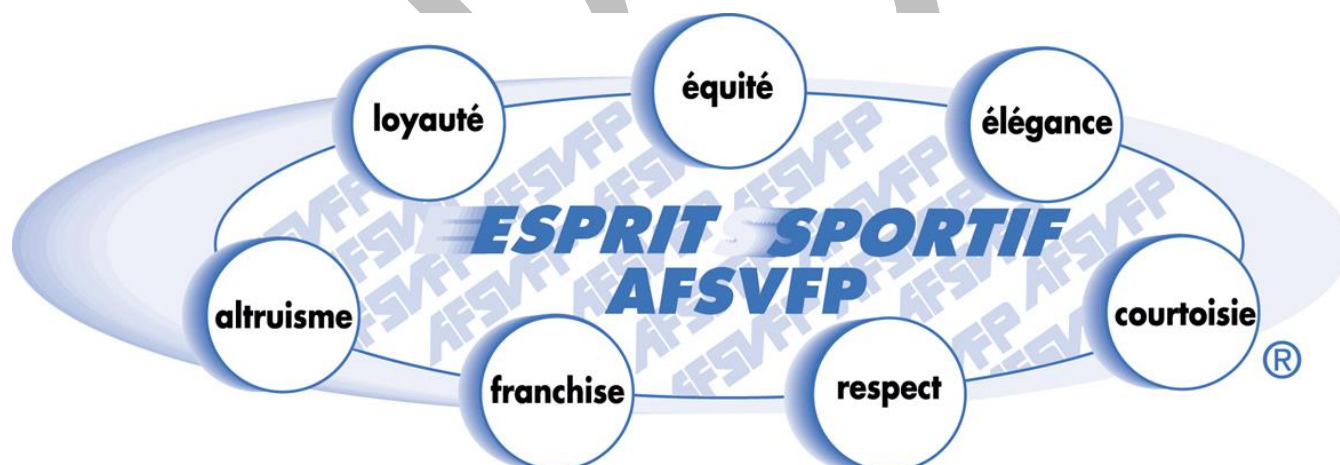 loyauté
équité
élégance
ESPRIT SPORTIF
AFSVFP
altruisme
courtoisie
®
franchise
respect